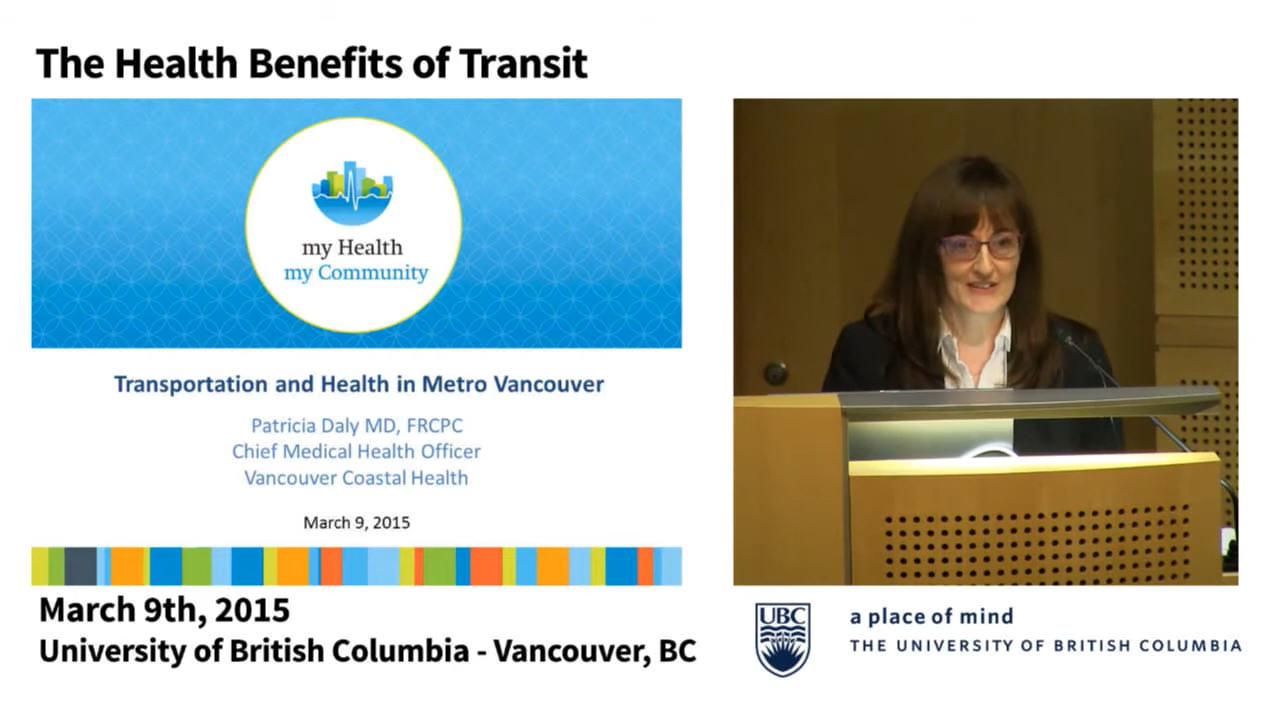 The Health Benefits of Transit
my Health
my Community
Transportation and Health in Metro Vancouver
Patricia Daly MD, FRCPC
Chief Medical Health Officer
Vancouver Coastal Health
March 9, 2015
March 9th, 2015
University of British Columbia - Vancouver, BC
UBC
a place of mind
THE UNIVERSITY OF BRITISH COLUMBIA